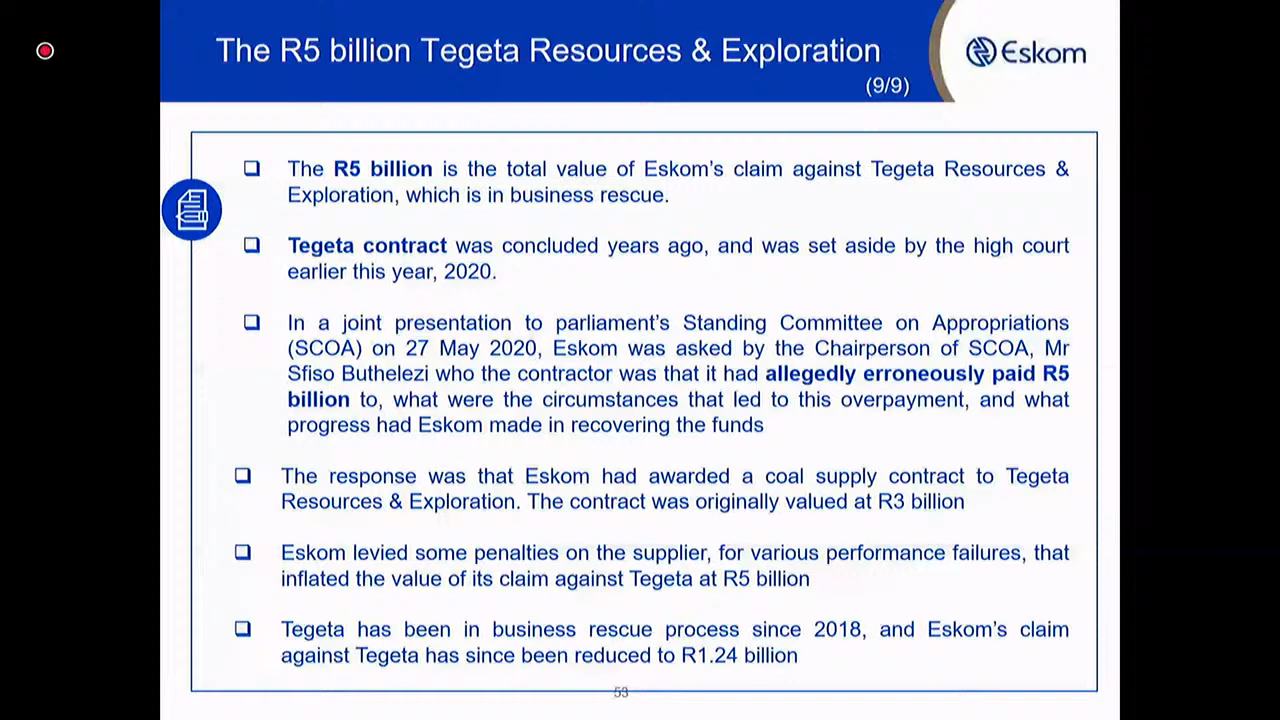 The R5 billion Tegeta Resources & Exploration
(9/9)
Eskom
The R5 billion is the total value of Eskom’s claim against Tegeta Resources &
Exploration, which is in business rescue.
Tegeta contract was concluded years ago, and was set aside by the high court
earlier this year, 2020.
In a joint presentation to parliament’s Standing Committee on Appropriations
(SCOA) on 27 May 2020, Eskom was asked by the Chairperson of SCOA, Mr
Sfiso Buthelezi who the contractor was that it had allegedly erroneously paid R5
billion to, what were the circumstances that led to this overpayment, and what
progress had Eskom made in recovering the funds
The response was that Eskom had awarded a coal supply contract to Tegeta
Resources & Exploration. The contract was originally valued at R3 billion
Eskom levied some penalties on the supplier, for various performance failures, that
inflated the value of its claim against Tegeta at R5 billion
Tegeta has been in business rescue process since 2018, and Eskom’s claim
against Tegeta has since been reduced to R1.24 billion
53